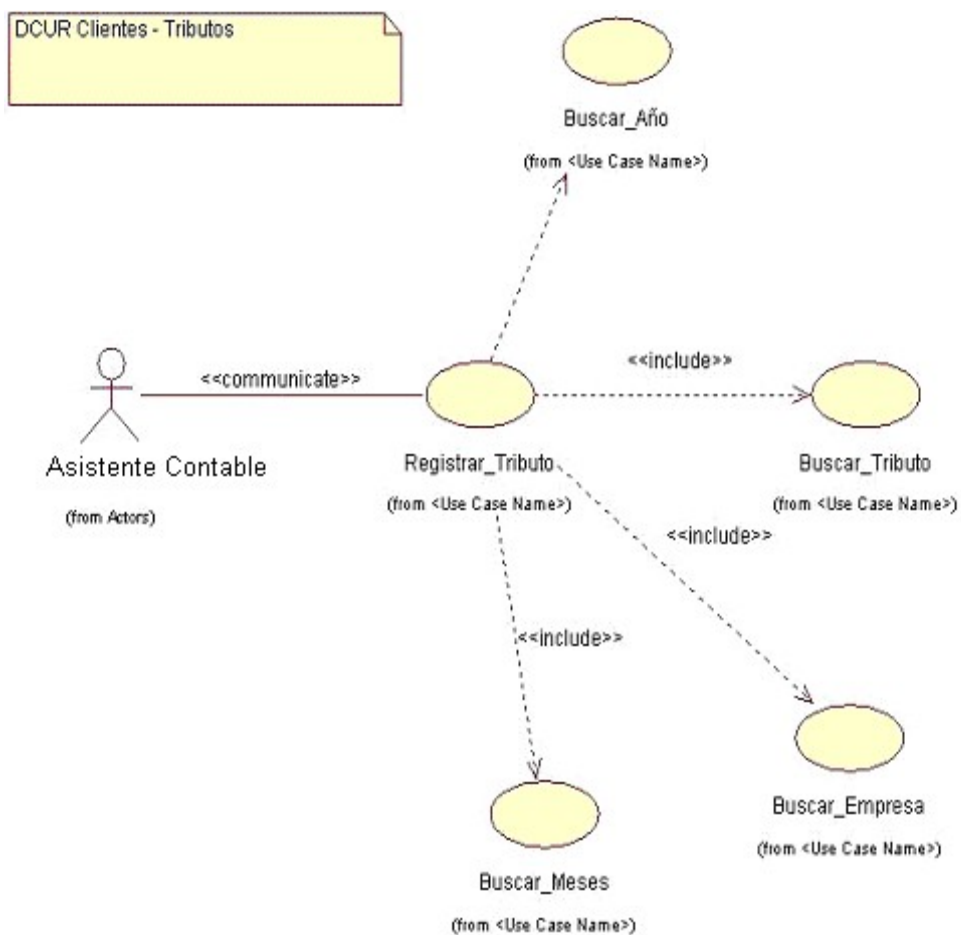 DCUR Clientes - Tributos
Buscar_Año
(from <Use Case Name>)
<<communicate>>
<<include>>
Asistente Contable
(from Actors)
Registrar_Tributo
(from <Use Case Name>)
Buscar_Tributo
(from <Use Case Name>)
<<include>>
<<include>>
Buscar_Empresa
(from <Use Case Name>)
Buscar_Meses
(from <Use Case Name>)